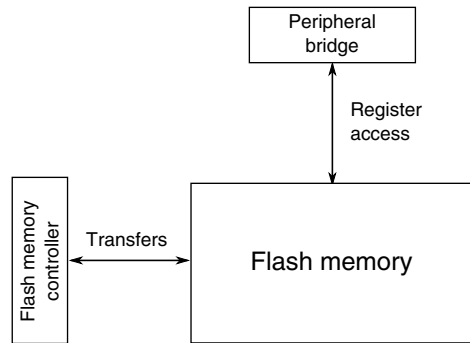 Peripheral
bridge
Register
access
Flash memory
controller
Transfers
Flash memory